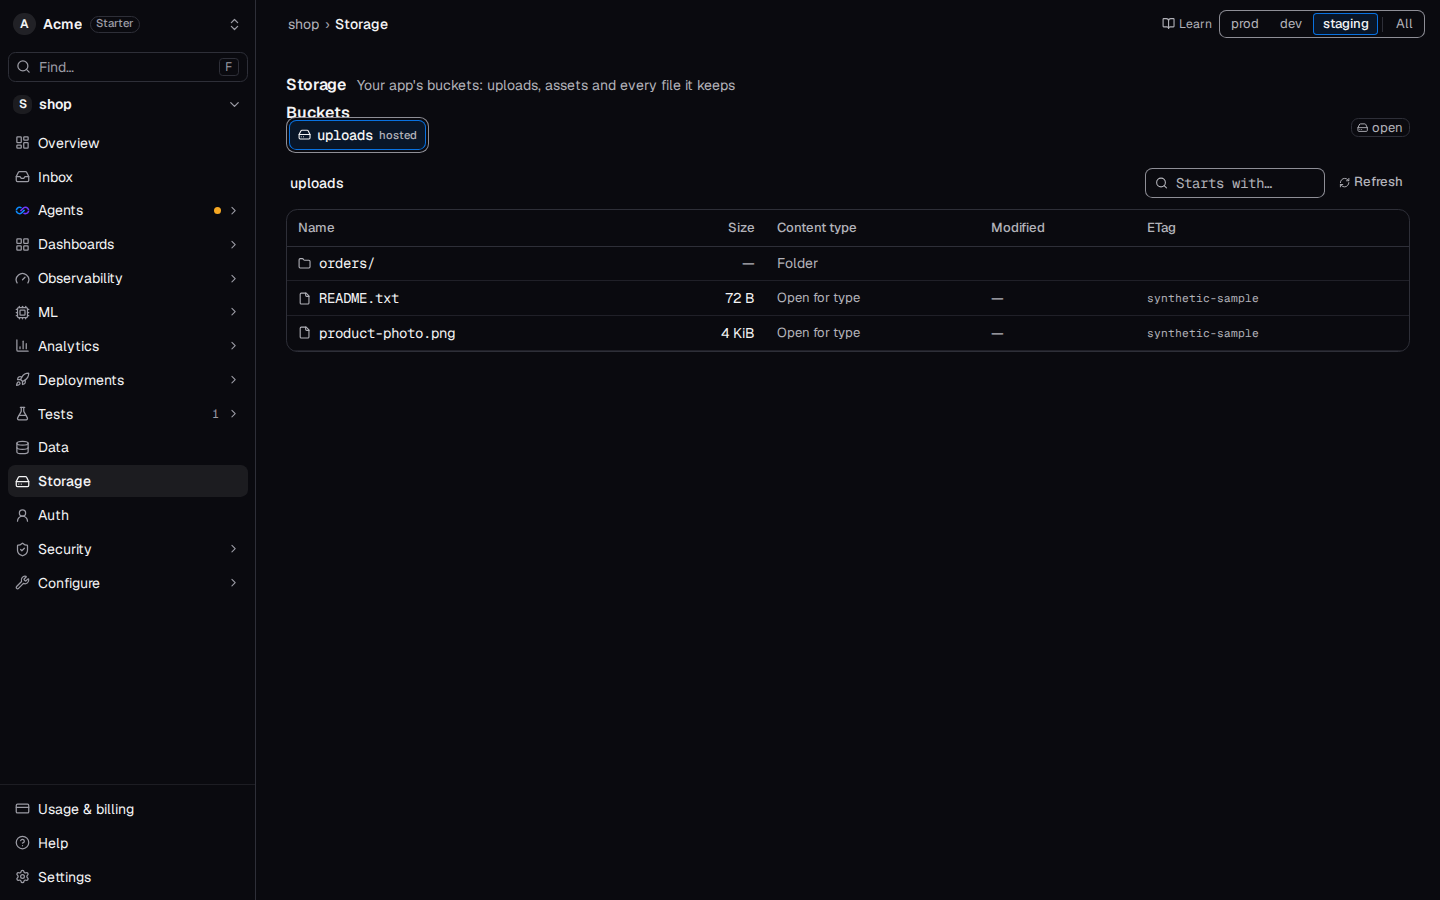 A Acme Starter
Find… F
S shop
Overview
Inbox
Agents
Dashboards
Observability
ML
Analytics
Deployments
Tests 1
Data
Storage
Auth
Security
Configure
Usage & billing
Help
Settings
shop › Storage
Learn prod dev staging All
Storage Your app's buckets: uploads, assets and every file it keeps
Buckets
uploads hosted
open
uploads
Starts with…
Refresh
Name Size Content type Modified ETag
orders/ — Folder
README.txt 72 B Open for type — synthetic-sample
product-photo.png 4 KiB Open for type — synthetic-sample